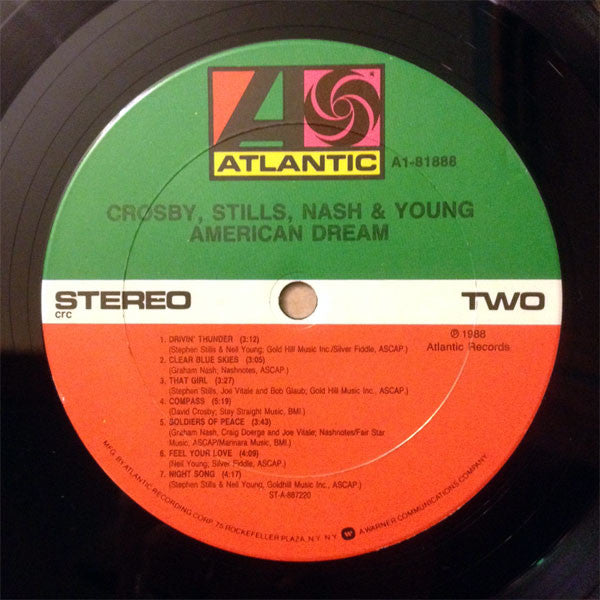 ATLANTIC
A1-81888
CROSBY, STILLS, NASH & YOUNG
AMERICAN DREAM
STEREO
TWO
crc
℗ 1988
Atlantic Records
1. DRIVIN' THUNDER (3:12)
(Stephen Stills & Neil Young; Gold Hill Music Inc./Silver Fiddle, ASCAP.)
2. CLEAR BLUE SKIES (3:05)
(Graham Nash; Nashnotes, ASCAP.)
3. THAT GIRL (3:27)
(Stephen Stills, Joe Vitale and Bob Glaub; Gold Hill Music Inc., ASCAP.)
4. COMPASS (5:19)
(David Crosby; Stay Straight Music, BMI.)
5. SOLDIERS OF PEACE (3:43)
(Graham Nash, Craig Doerge and Joe Vitale; Nashnotes/Fair Star
Music, ASCAP/Mannara Music, BMI.)
6. FEEL YOUR LOVE (4:09)
(Neil Young; Silver Fiddle, ASCAP.)
7. NIGHT SONG (4:17)
(Stephen Stills & Neil Young, Goldhill Music Inc., ASCAP.)
ST-A-887220
MFG. BY ATLANTIC RECORDING CORP., 75 ROCKEFELLER PLAZA, N.Y. N.Y. A WARNER COMMUNICATIONS COMPANY.